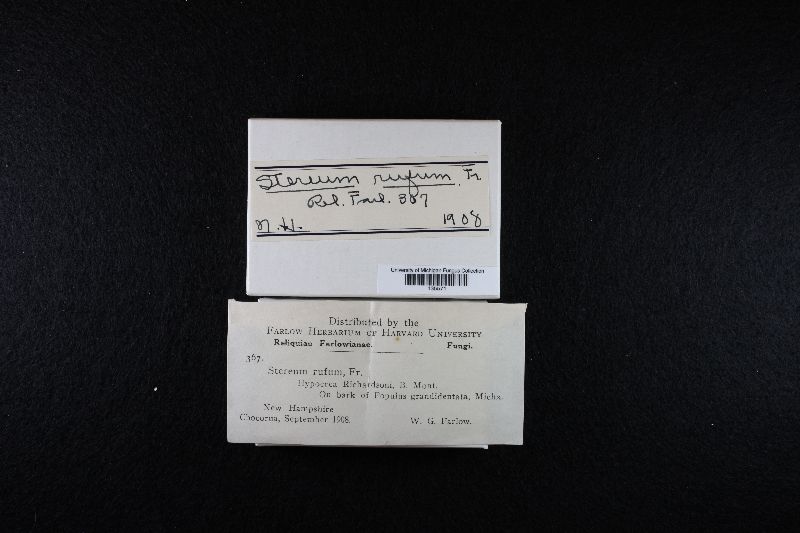 Stereum rufum Fr.
Rel. Farl. 367
N.H. 1908
University of Michigan Fungus Collection
Distributed by the
FARLOW HERBARIUM OF HARVARD UNIVERSITY
Reliquiae Farlowianae. Fungi.
367.
Stereum rufum, Fr.
Hypocrea Richardsoni, B. Mont.
On bark of Populus grandidentata, Michx.
New Hampshire
Chocorua, September 1908. W. G. Farlow.